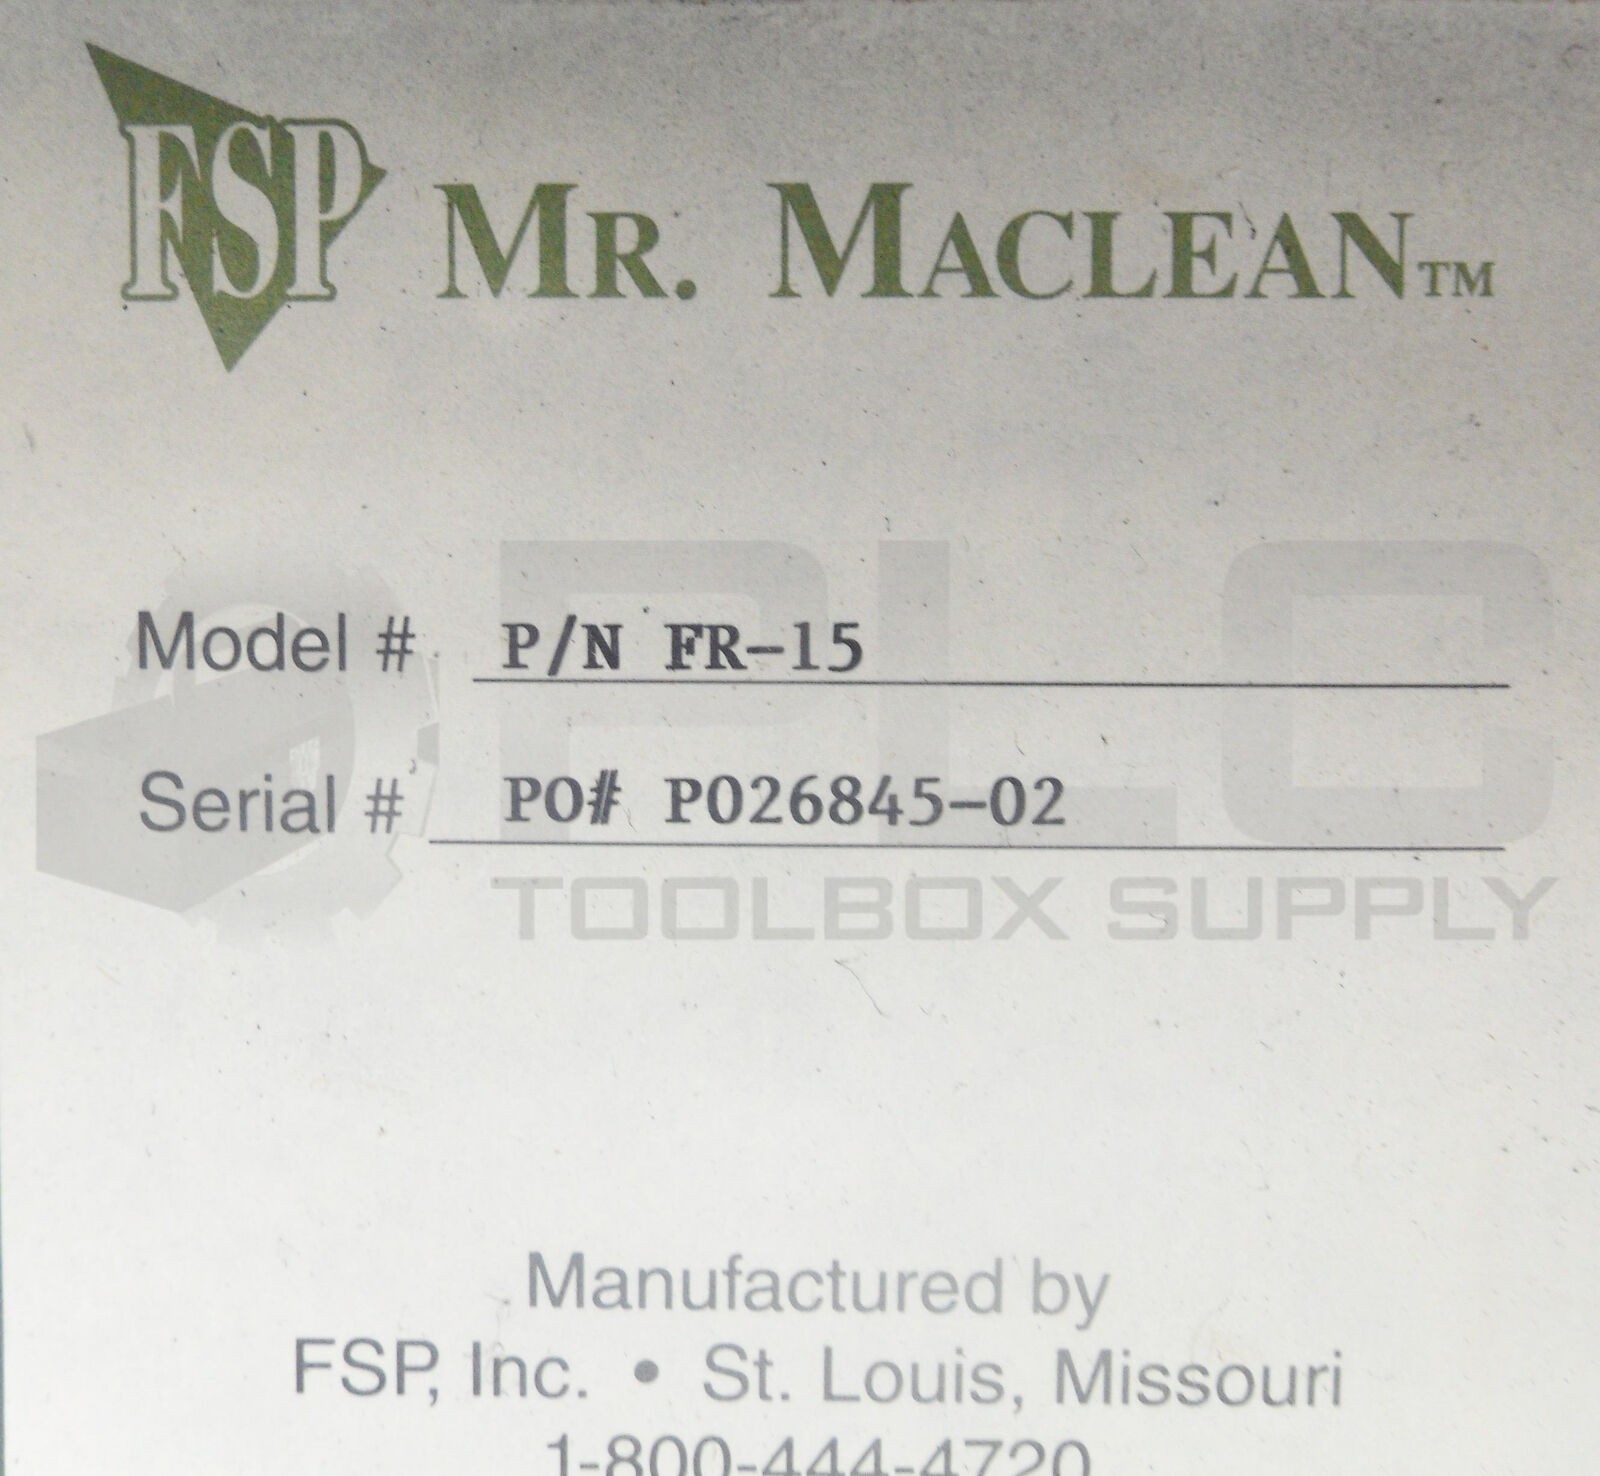 FSP MR. MACLEAN™
Model # P/N FR-15
Serial # PO# P026845-02
PLC
TOOLBOX SUPPLY
Manufactured by
FSP, Inc. • St. Louis, Missouri
1-800-444-4720